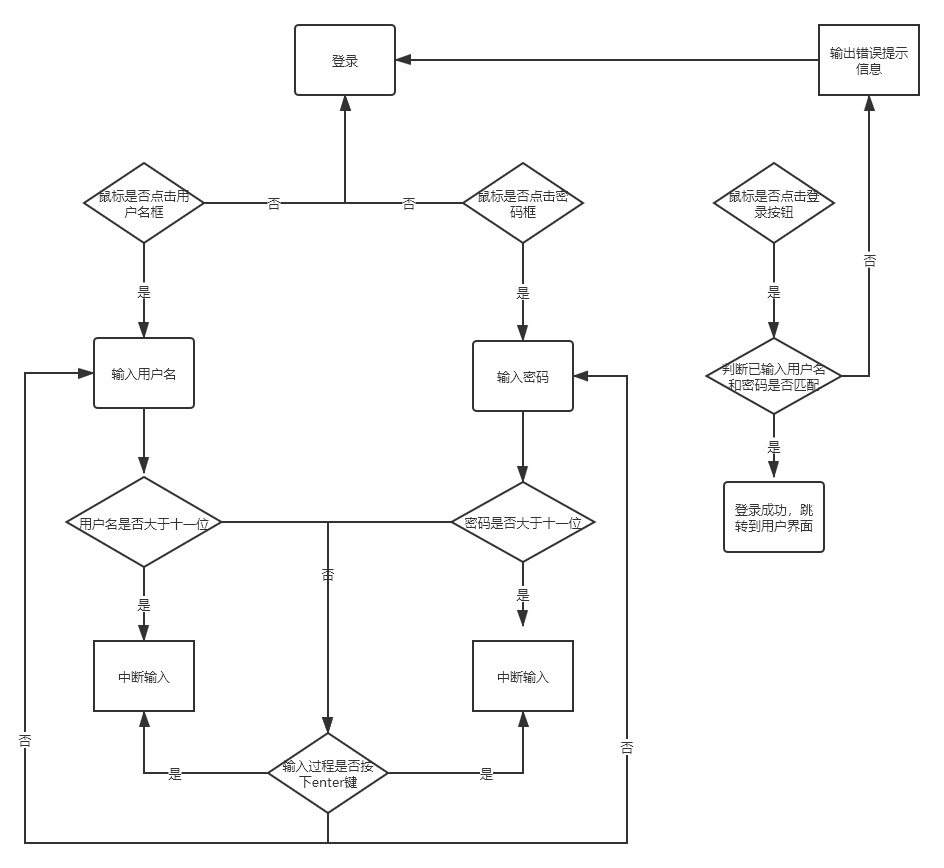 登录
输出错误提示
信息
鼠标是否点击用
户名框
否
否
鼠标是否点击密
码框
鼠标是否点击登
录按钮
否
是
是
是
输入用户名
输入密码
判断已输入用户名
和密码是否匹配
是
登录成功，跳
转到用户界面
用户名是否大于十一位
密码是否大于十一位
否
是
是
中断输入
中断输入
否
否
输入过程是否按
下enter键
是
是